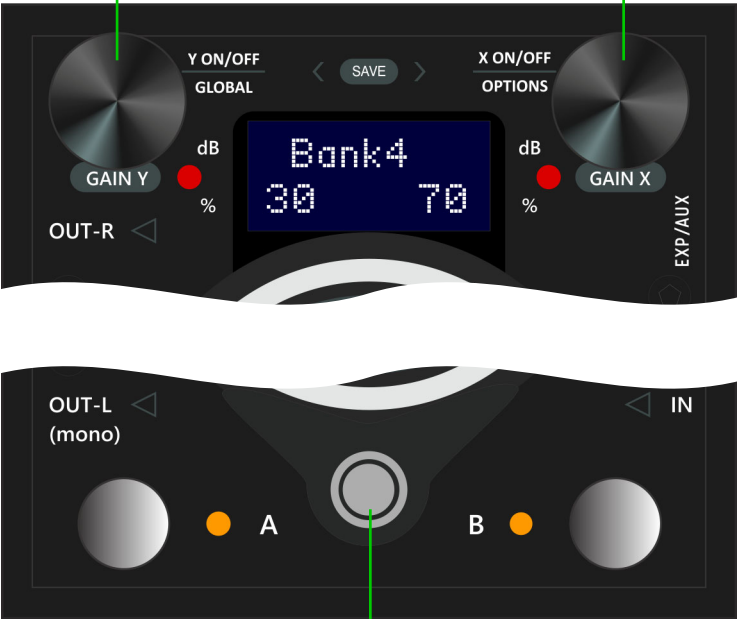 Y ON/OFF
GLOBAL
SAVE
X ON/OFF
OPTIONS
dB
dB
Bank4
GAIN Y
GAIN X
30
70
%
%
OUT-R
EXP/AUX
OUT-L
(mono)
IN
A
B